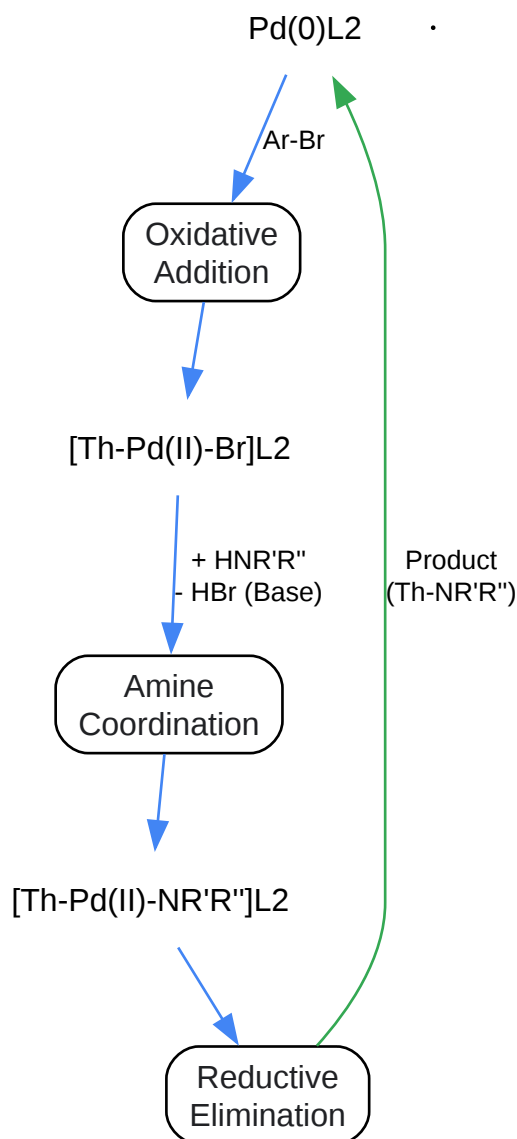 Pd(0)L2
Ar-Br
Oxidative
Addition
[Th-Pd(II)-Br]L2
+ HNR'R"
- HBr (Base)
Product
(Th-NR'R")
Amine
Coordination
[Th-Pd(II)-NR'R"]L2
Reductive
Elimination